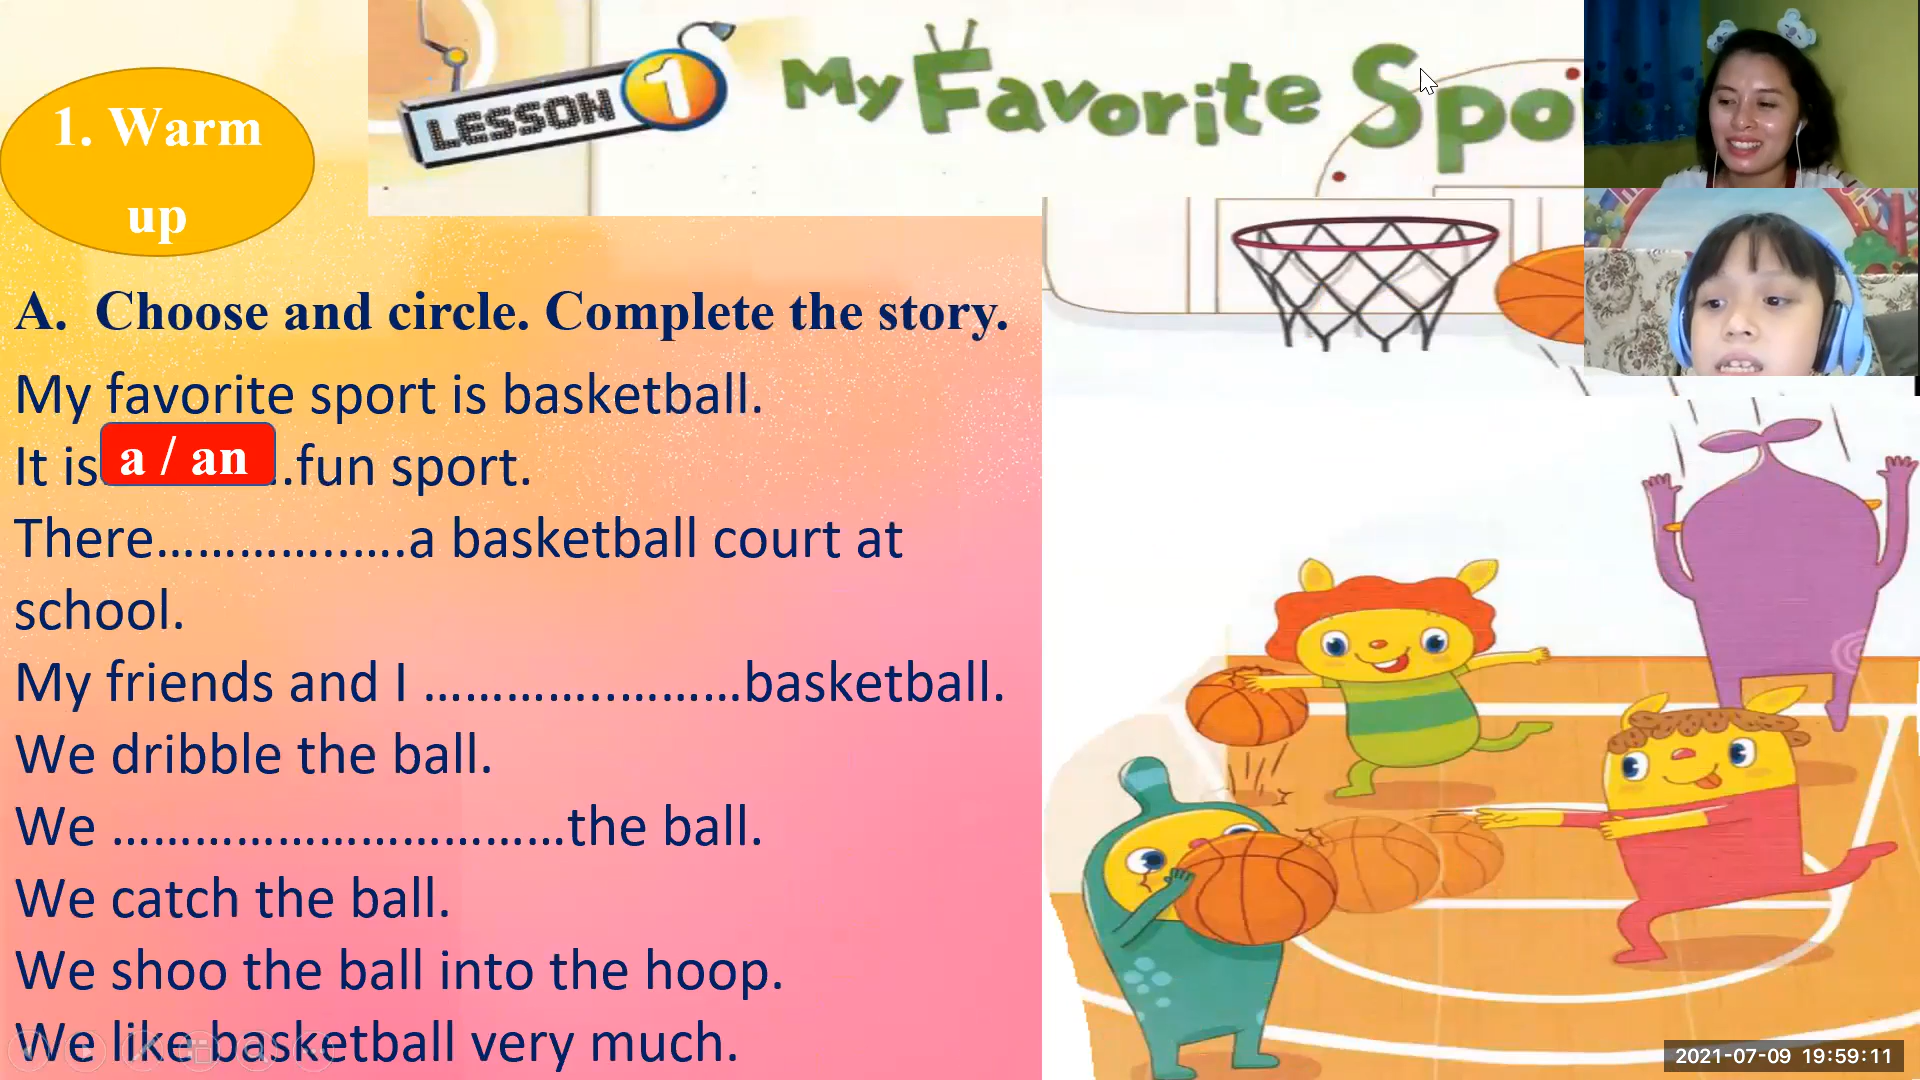 1. Warm
up
LESSON 1
My Favorite Spo
A. Choose and circle. Complete the story.
My favorite sport is basketball.
It is. a / an ..fun sport.
There…………..….a basketball court at
school.
My friends and I …………..………basketball.
We dribble the ball.
We ……………………………the ball.
We catch the ball.
We shoo the ball into the hoop.
We like basketball very much.
2021-07-09 19:59:11